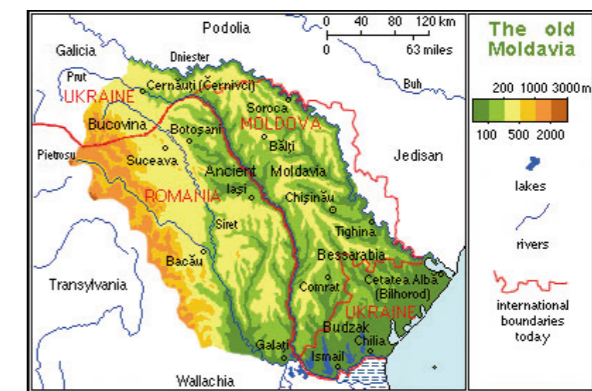 Podolia
0 40 80 120 km
0 63 miles
The old
Moldavia
Galicia
Dniester
Prut
Buh
200 1000 3000 m
100 500 2000
Cernăuți (Černivci)
UKRAINE
Soroca
Bucovina
MOLDOVA
Botoșani
Bălți
Jedisan
Pietrosu
Suceava
Ancient Moldavia
lakes
ROMANIA
Iași
Chișinău
Siret
Tighina
rivers
Bessarabia
Bacău
Cetatea Albă
(Bilhorod)
Transylvania
Comrat
UKRAINE
international
boundaries
today
Budzak
Galați
Chilia
Ismail
Wallachia